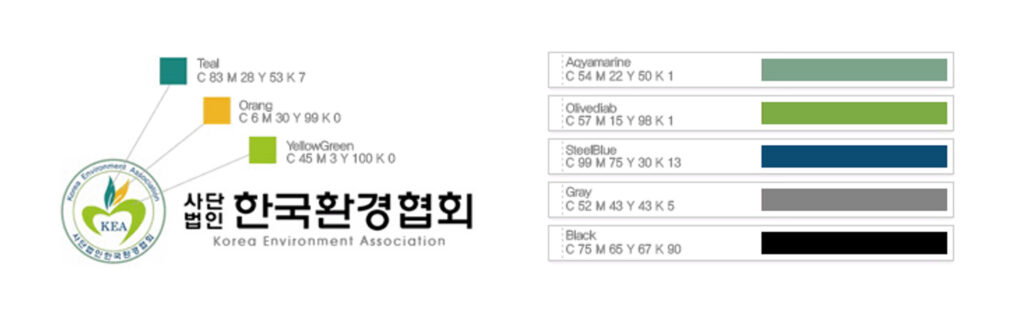 Teal
C 83 M 28 Y 53 K 7
Orang
C 6 M 30 Y 99 K 0
YellowGreen
C 45 M 3 Y 100 K 0
Korea Environment Association
KEA
사단법인한국환경협회
사단
법인
한국환경협회
Korea Environment Association
Aqyamarine
C 54 M 22 Y 50 K 1
Olivediab
C 57 M 15 Y 98 K 1
SteelBlue
C 99 M 75 Y 30 K 13
Gray
C 52 M 43 Y 43 K 5
Black
C 75 M 65 Y 67 K 90